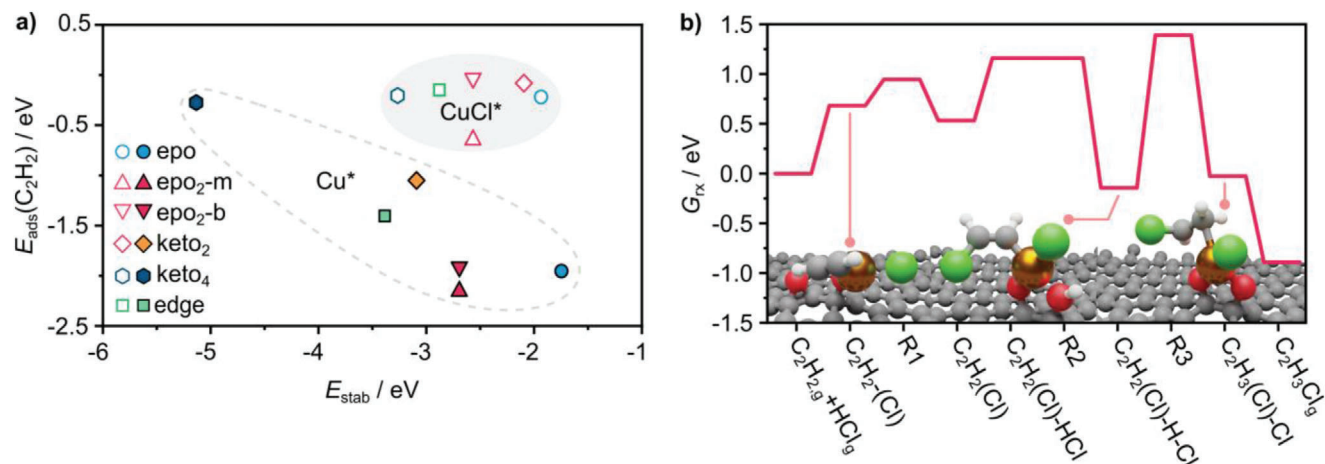 a)
0.5
-0.5
-1.5
-2.5
E_ads(C₂H₂) / eV
CuCl*
Cu*
epo
epo₂-m
epo₂-b
keto₂
keto₄
edge
-6 -5 -4 -3 -2 -1
E_stab / eV
b)
1.5
1.0
0.5
0.0
-0.5
-1.0
-1.5
G_rx / eV
C₂H₂,g+HClg
C₂H₂-(Cl)
R1
C₂H₂(Cl)
C₂H₂(Cl)-HCl
R2
C₂H₂(Cl)-H-Cl
R3
C₂H₃(Cl)-Cl
C₂H₃Clg